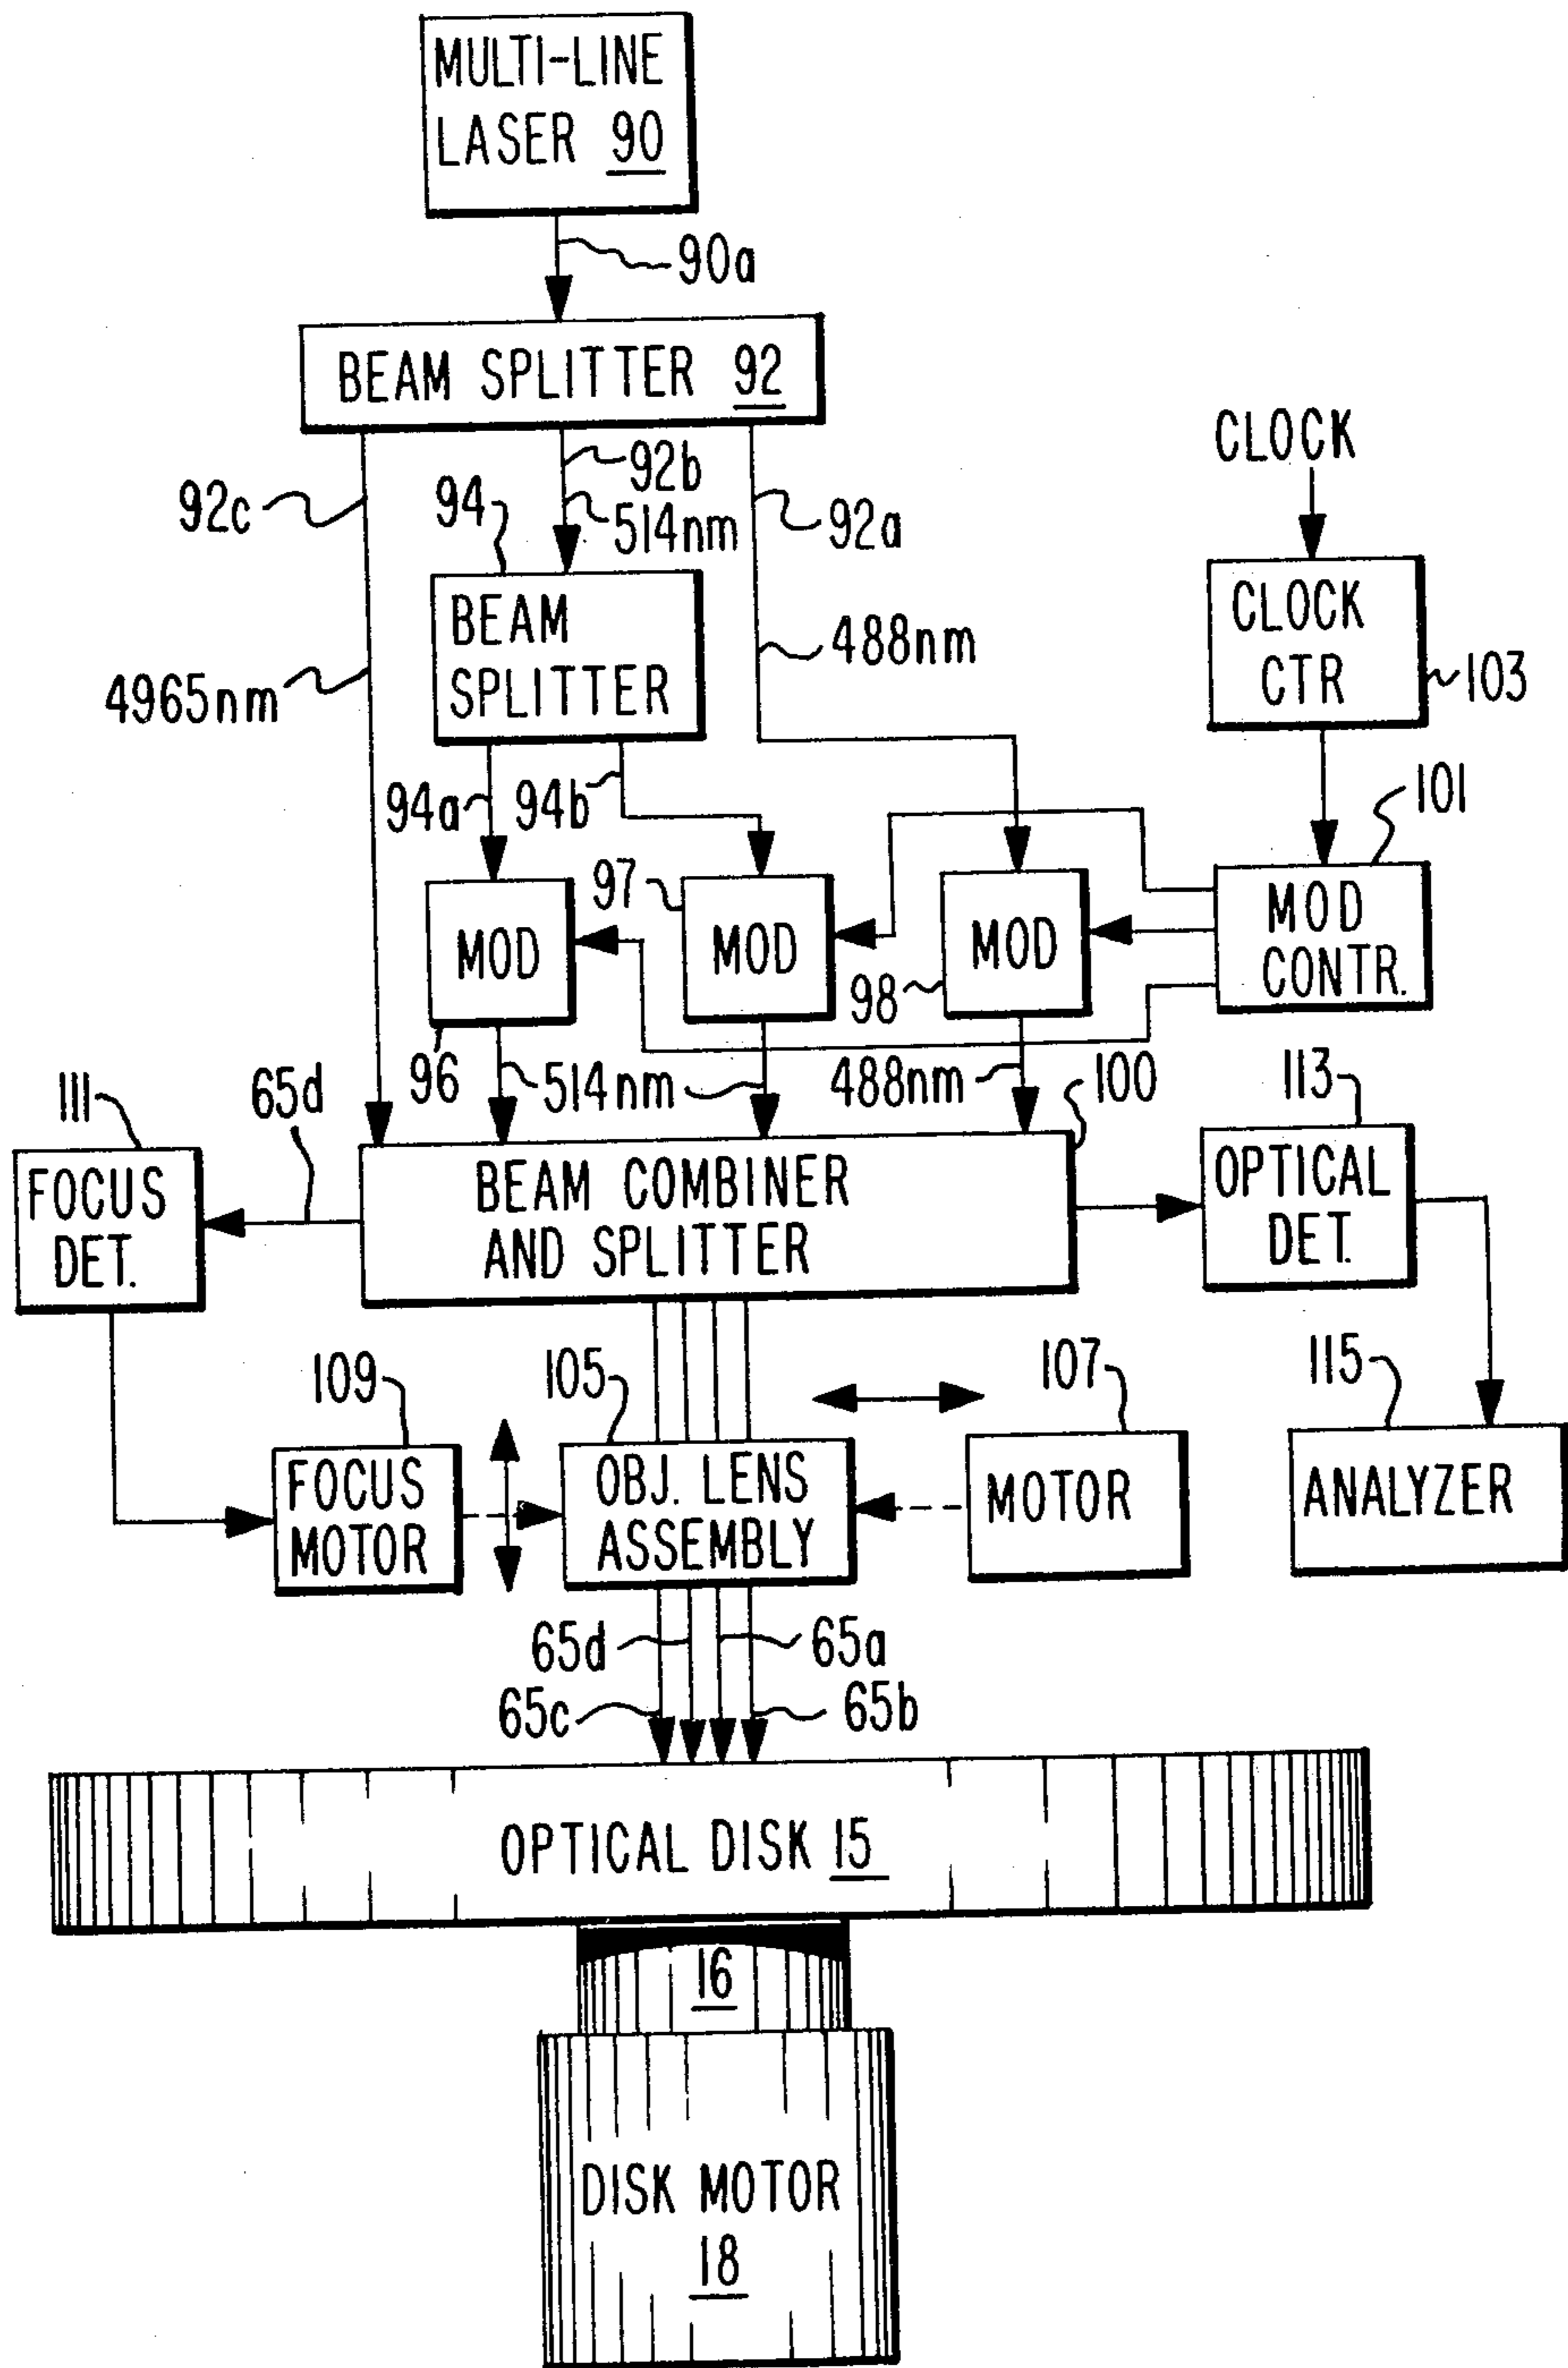 MULTI-LINE
LASER 90
90a
BEAM SPLITTER 92
CLOCK
92c
94
92b
514nm
92a
BEAM
SPLITTER
488nm
4965nm
CLOCK
CTR
103
94a
94b
101
97
MOD
MOD
98
MOD
MOD
CONTR.
96
514nm
488nm
100
111
65d
113
FOCUS
DET.
BEAM COMBINER
AND SPLITTER
OPTICAL
DET.
109
105
107
115
FOCUS
MOTOR
OBJ. LENS
ASSEMBLY
MOTOR
ANALYZER
65d
65a
65c
65b
OPTICAL DISK 15
16
DISK MOTOR
18